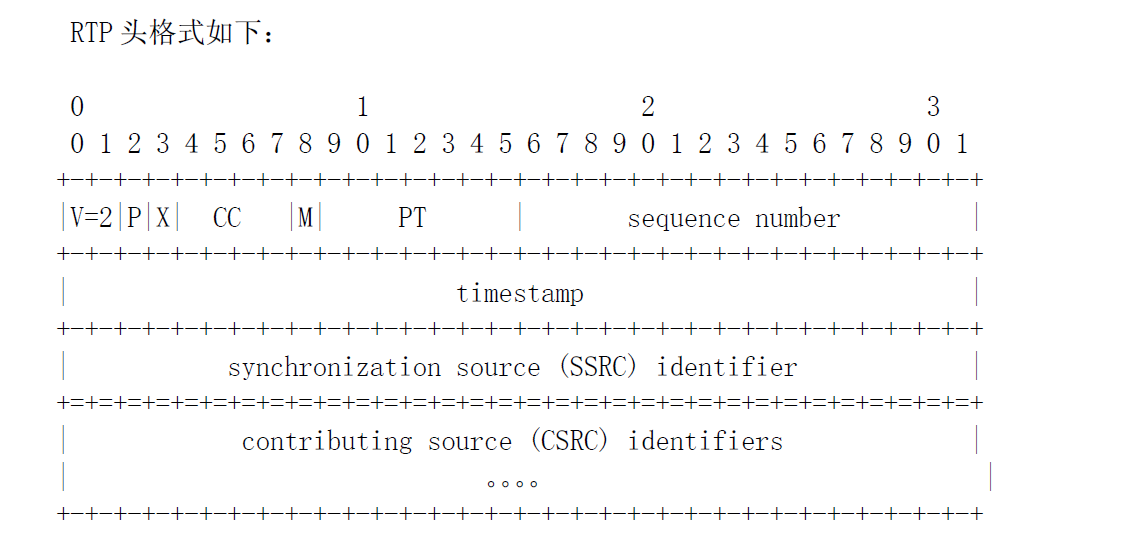 RTP 头格式如下：
0                   1                   2                   3
0 1 2 3 4 5 6 7 8 9 0 1 2 3 4 5 6 7 8 9 0 1 2 3 4 5 6 7 8 9 0 1
+-+-+-+-+-+-+-+-+-+-+-+-+-+-+-+-+-+-+-+-+-+-+-+-+-+-+-+-+-+-+-+-+
|V=2|P|X|  CC   |M|     PT      |       sequence number         |
+-+-+-+-+-+-+-+-+-+-+-+-+-+-+-+-+-+-+-+-+-+-+-+-+-+-+-+-+-+-+-+-+
|                           timestamp                           |
+-+-+-+-+-+-+-+-+-+-+-+-+-+-+-+-+-+-+-+-+-+-+-+-+-+-+-+-+-+-+-+-+
|           synchronization source (SSRC) identifier            |
+=+=+=+=+=+=+=+=+=+=+=+=+=+=+=+=+=+=+=+=+=+=+=+=+=+=+=+=+=+=+=+=+
|            contributing source (CSRC) identifiers             |
|                             。。。。                               |
+-+-+-+-+-+-+-+-+-+-+-+-+-+-+-+-+-+-+-+-+-+-+-+-+-+-+-+-+-+-+-+-+